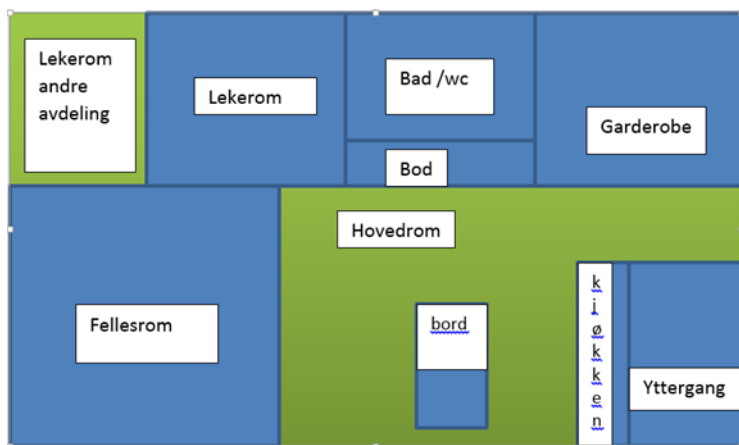 Lekerom
andre
avdeling
Lekerom
Bad /wc
Garderobe
Bod
Hovedrom
Fellesrom
bord
k
j
ø
k
k
e
n
Yttergang